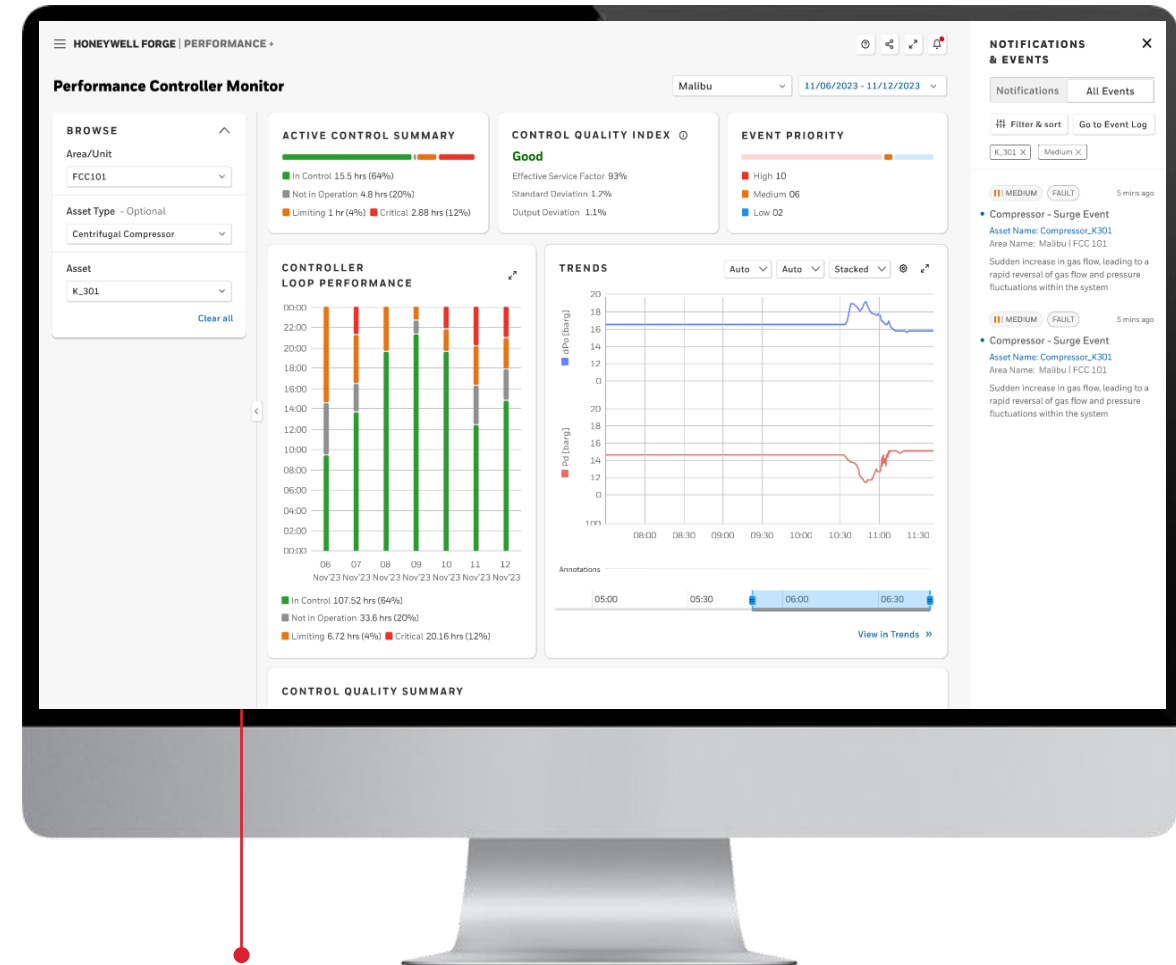 HONEYWELL FORGE | PERFORMANCE+
Performance Controller Monitor
Malibu
11/06/2023 - 11/12/2023
BROWSE
Area/Unit
FCC101
Asset Type - Optional
Centrifugal Compressor
Asset
K_301
Clear all
ACTIVE CONTROL SUMMARY
In Control 15.5 hrs (64%)
Not in Operation 4.8 hrs (20%)
Limiting 1 hr (4%) Critical 2.88 hrs (12%)
CONTROL QUALITY INDEX
Good
Effective Service Factor 93%
Standard Deviation 1.2%
Output Deviation 1.1%
EVENT PRIORITY
High 10
Medium 06
Low 02
CONTROLLER
LOOP PERFORMANCE
00:00
22:00
20:00
18:00
16:00
14:00
12:00
10:00
08:00
06:00
04:00
02:00
00:00
06 07 08 09 10 11 12
Nov'23 Nov'23 Nov'23 Nov'23 Nov'23 Nov'23 Nov'23
In Control 107.52 hrs (64%)
Not in Operation 33.6 hrs (20%)
Limiting 6.72 hrs (4%) Critical 20.16 hrs (12%)
TRENDS
Auto Auto Stacked
dPo [barg]
20
18
16
14
12
0
Pd [barg]
20
18
16
14
12
0
100
08:00 08:30 09:00 09:30 10:00 10:30 11:00 11:30
Annotations
05:00 05:30 06:00 06:30
View in Trends »
CONTROL QUALITY SUMMARY
NOTIFICATIONS
& EVENTS
Notifications All Events
Filter & sort Go to Event Log
K_301 X Medium X
MEDIUM FAULT 5 mins ago
• Compressor - Surge Event
Asset Name: Compressor_K301
Area Name: Malibu | FCC 101
Sudden increase in gas flow, leading to a
rapid reversal of gas flow and pressure
fluctuations within the system
MEDIUM FAULT 5 mins ago
• Compressor - Surge Event
Asset Name: Compressor_K301
Area Name: Malibu | FCC 101
Sudden increase in gas flow, leading to a
rapid reversal of gas flow and pressure
fluctuations within the system